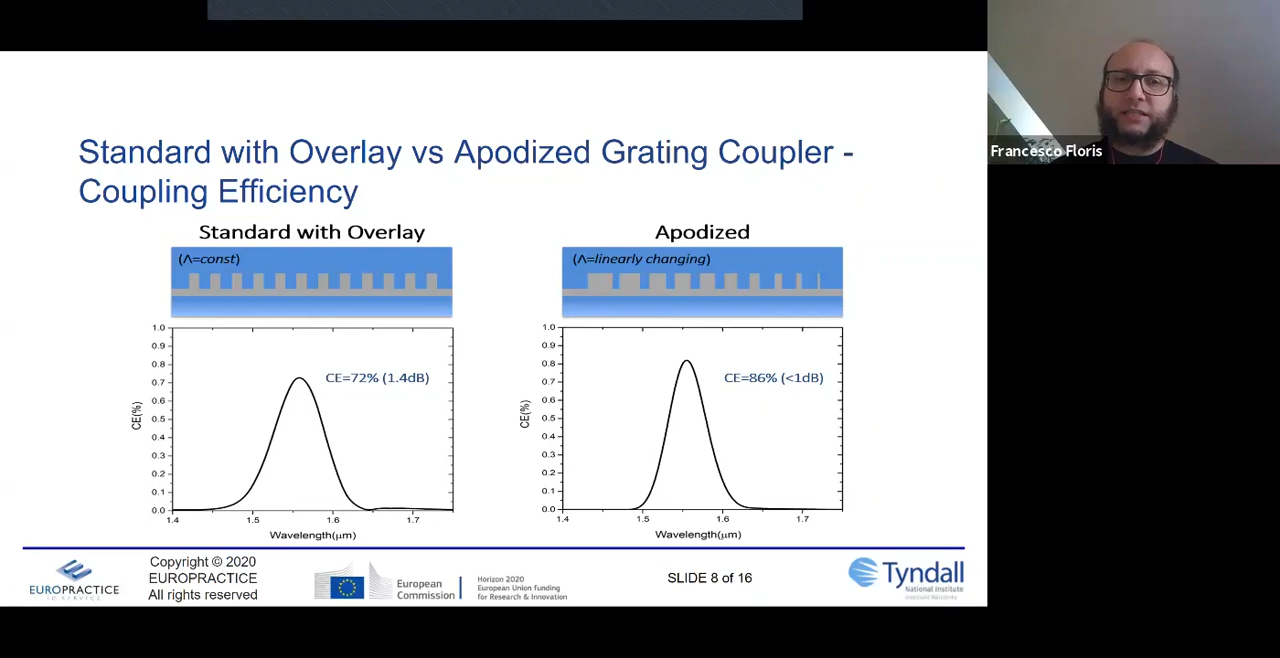 Standard with Overlay vs Apodized Grating Coupler -
Coupling Efficiency
Standard with Overlay
(Λ=const)
1.0
0.9
0.8
0.7
0.6
0.5
0.4
0.3
0.2
0.1
0.0
CE(%)
CE=72% (1.4dB)
1.4
1.5
1.6
1.7
Wavelength(μm)
Apodized
(Λ=linearly changing)
1.0
0.9
0.8
0.7
0.6
0.5
0.4
0.3
0.2
0.1
0.0
CE(%)
CE=86% (<1dB)
1.4
1.5
1.6
1.7
Wavelength(μm)
EUROPRACTICE
IC SERVICE
Copyright © 2020
EUROPRACTICE
All rights reserved
European
Commission
Horizon 2020
European Union funding
for Research & Innovation
SLIDE 8 of 16
Tyndall
National Institute
Francesco Floris